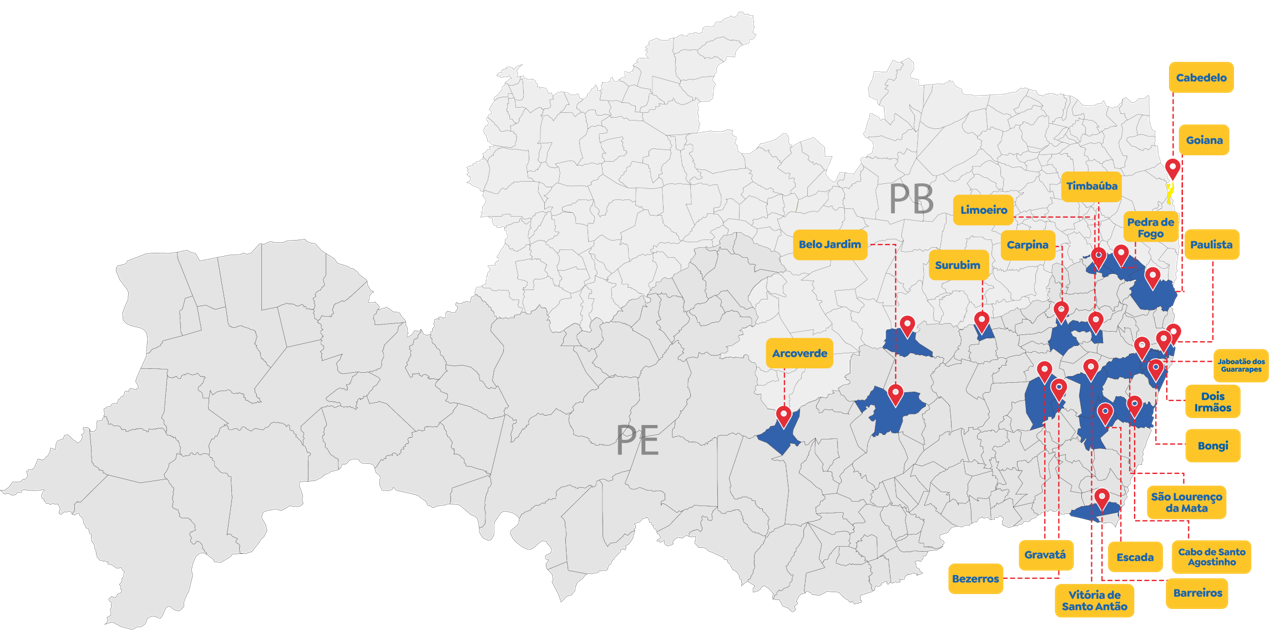 Cabedelo
Goiana
Timbaúba
PB
Limoeiro
Pedra de
Fogo
Belo Jardim
Carpina
Paulista
Surubim
Arcoverde
Jaboatão dos
Guararapes
Dois
Irmãos
PE
Bongi
São Lourenço
da Mata
Gravatá
Escada
Cabo de Santo
Agostinho
Bezerros
Vitória de
Santo Antão
Barreiros